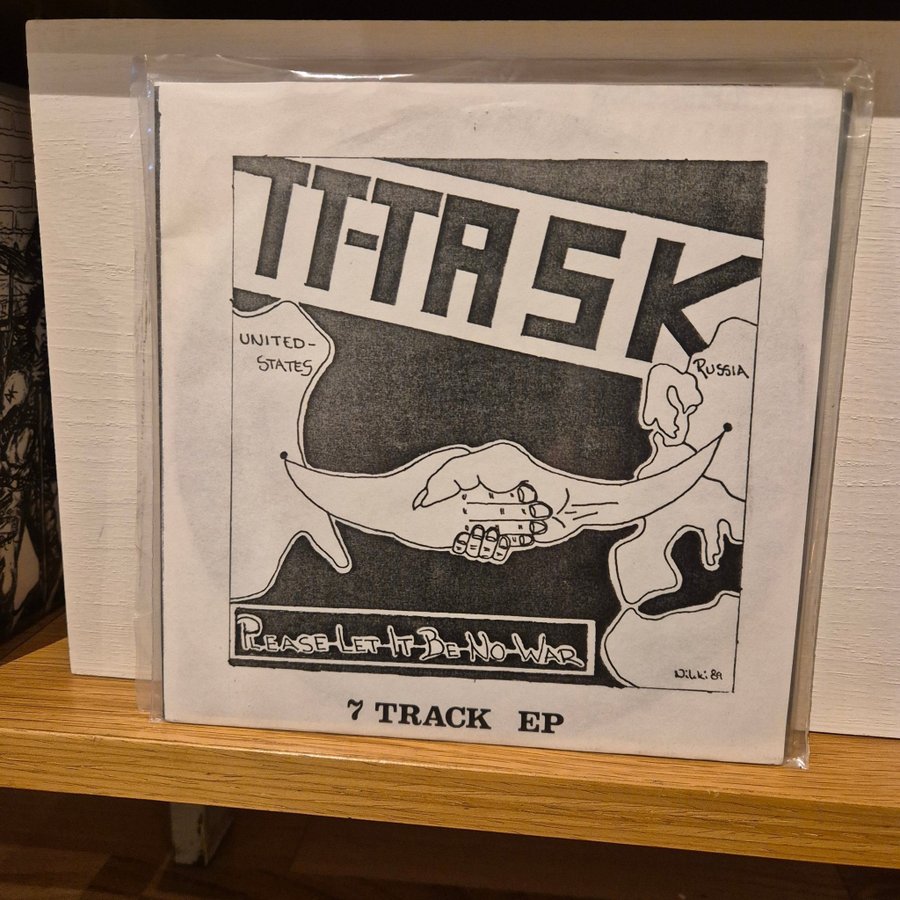 TT-TASK
UNITED-
STATES
RUSSIA
PLEASE LET IT BE NO WAR
Nikki 89
7 TRACK EP